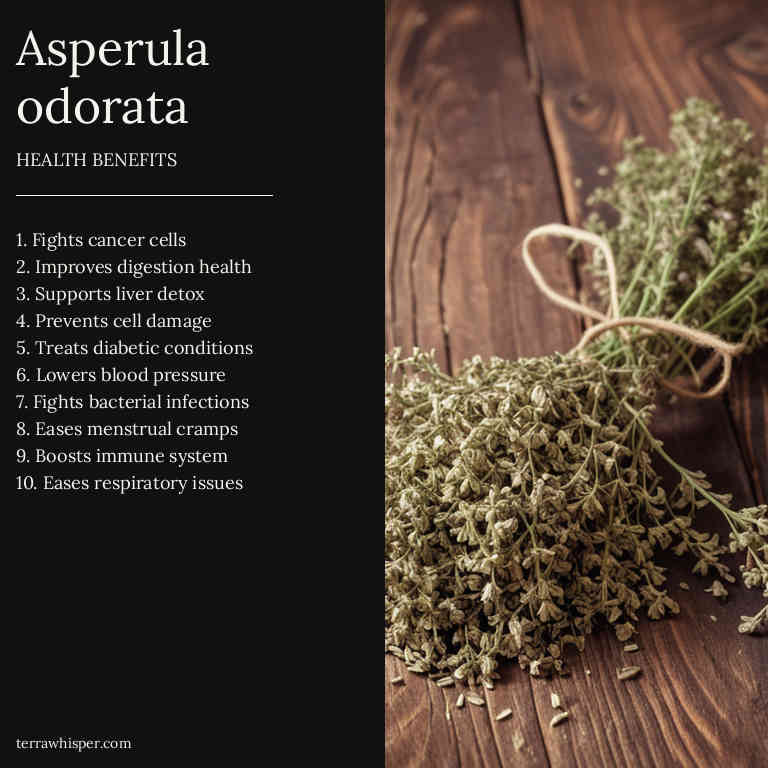 Asperula
odorata
HEALTH BENEFITS
1. Fights cancer cells
2. Improves digestion health
3. Supports liver detox
4. Prevents cell damage
5. Treats diabetic conditions
6. Lowers blood pressure
7. Fights bacterial infections
8. Eases menstrual cramps
9. Boosts immune system
10. Eases respiratory issues
terrawhisper.com